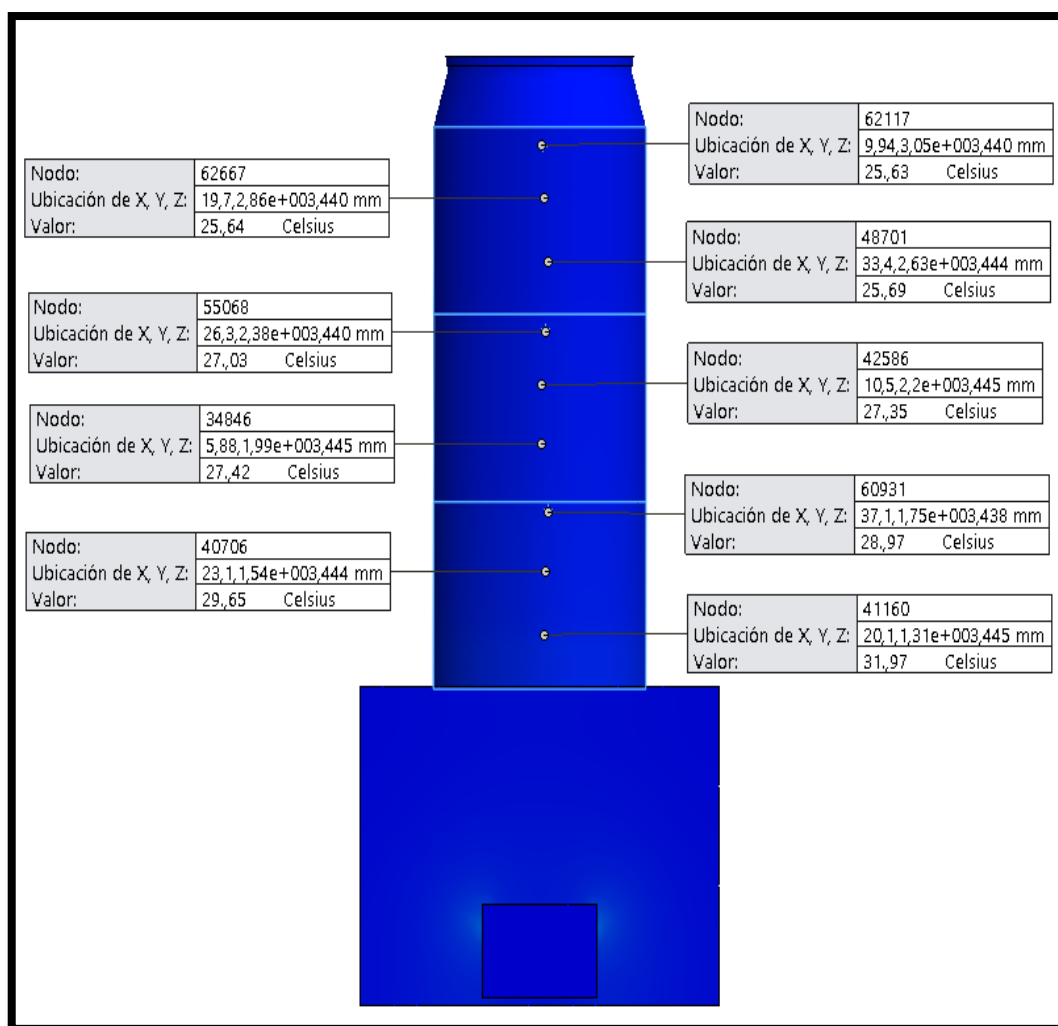 Nodo: 62117
Ubicación de X, Y, Z: 9,94,3,05e+003,440 mm
Valor: 25,,63 Celsius
Nodo: 62667
Ubicación de X, Y, Z: 19,7,2,86e+003,440 mm
Valor: 25,,64 Celsius
Nodo: 48701
Ubicación de X, Y, Z: 33,4,2,63e+003,444 mm
Valor: 25,,69 Celsius
Nodo: 55068
Ubicación de X, Y, Z: 26,3,2,38e+003,440 mm
Valor: 27,,03 Celsius
Nodo: 42586
Ubicación de X, Y, Z: 10,5,2,2e+003,445 mm
Valor: 27,,35 Celsius
Nodo: 34846
Ubicación de X, Y, Z: 5,88,1,99e+003,445 mm
Valor: 27,,42 Celsius
Nodo: 60931
Ubicación de X, Y, Z: 37,1,1,75e+003,438 mm
Valor: 28,,97 Celsius
Nodo: 40706
Ubicación de X, Y, Z: 23,1,1,54e+003,444 mm
Valor: 29,,65 Celsius
Nodo: 41160
Ubicación de X, Y, Z: 20,1,1,31e+003,445 mm
Valor: 31,,97 Celsius